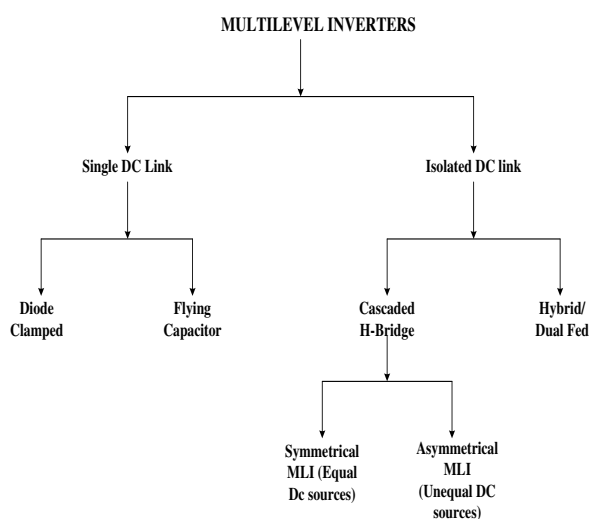 MULTILEVEL INVERTERS
Single DC Link
Isolated DC link
Diode
Clamped
Flying
Capacitor
Cascaded
H-Bridge
Hybrid/
Dual Fed
Symmetrical
MLI (Equal
Dc sources)
Asymmetrical
MLI
(Unequal DC
sources)